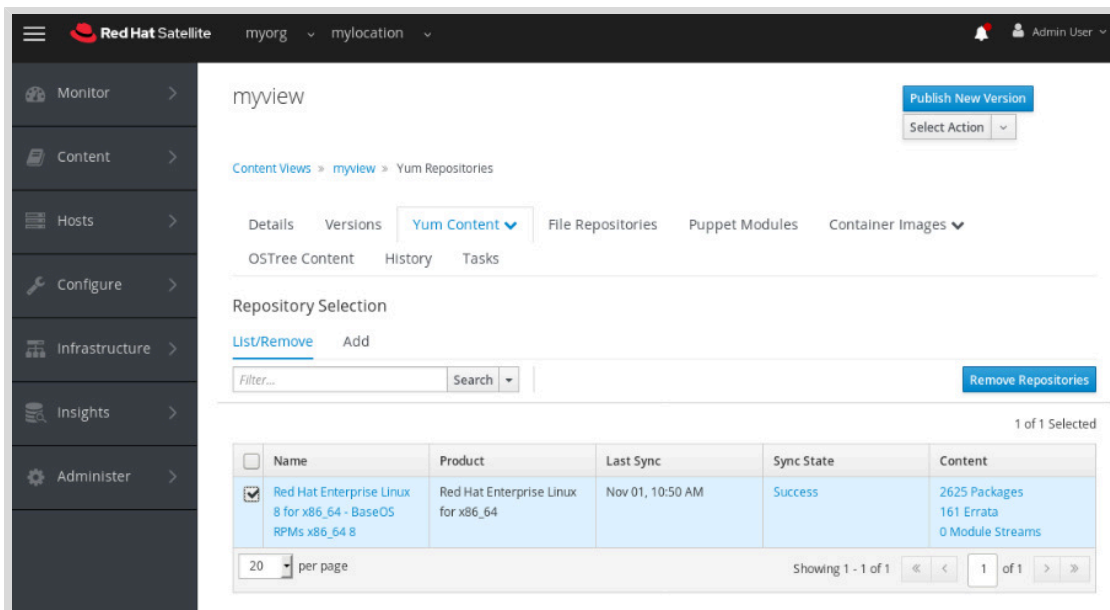 Red Hat Satellite myorg mylocation Admin User
Monitor
Content
Hosts
Configure
Infrastructure
Insights
Administer
myview
Publish New Version
Select Action
Content Views » myview » Yum Repositories
Details Versions Yum Content File Repositories Puppet Modules Container Images
OSTree Content History Tasks
Repository Selection
List/Remove Add
Filter... Search Remove Repositories
1 of 1 Selected
Name Product Last Sync Sync State Content
Red Hat Enterprise Linux Red Hat Enterprise Linux Nov 01, 10:50 AM Success 2625 Packages
8 for x86_64 - BaseOS for x86_64 161 Errata
RPMs x86_64 8 0 Module Streams
20 per page Showing 1 - 1 of 1 « < 1 of 1 > »